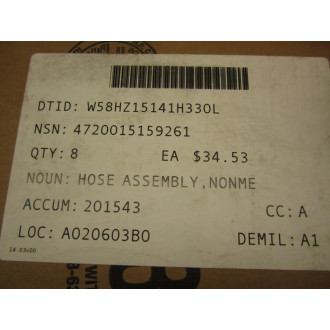 DTID: W58HZ15141H330L
NSN: 4720015159261
QTY: 8 EA $34.53
NOUN: HOSE ASSEMBLY,NONME
ACCUM: 201543 CC: A
LOC: A020603B0 DEMIL: A1